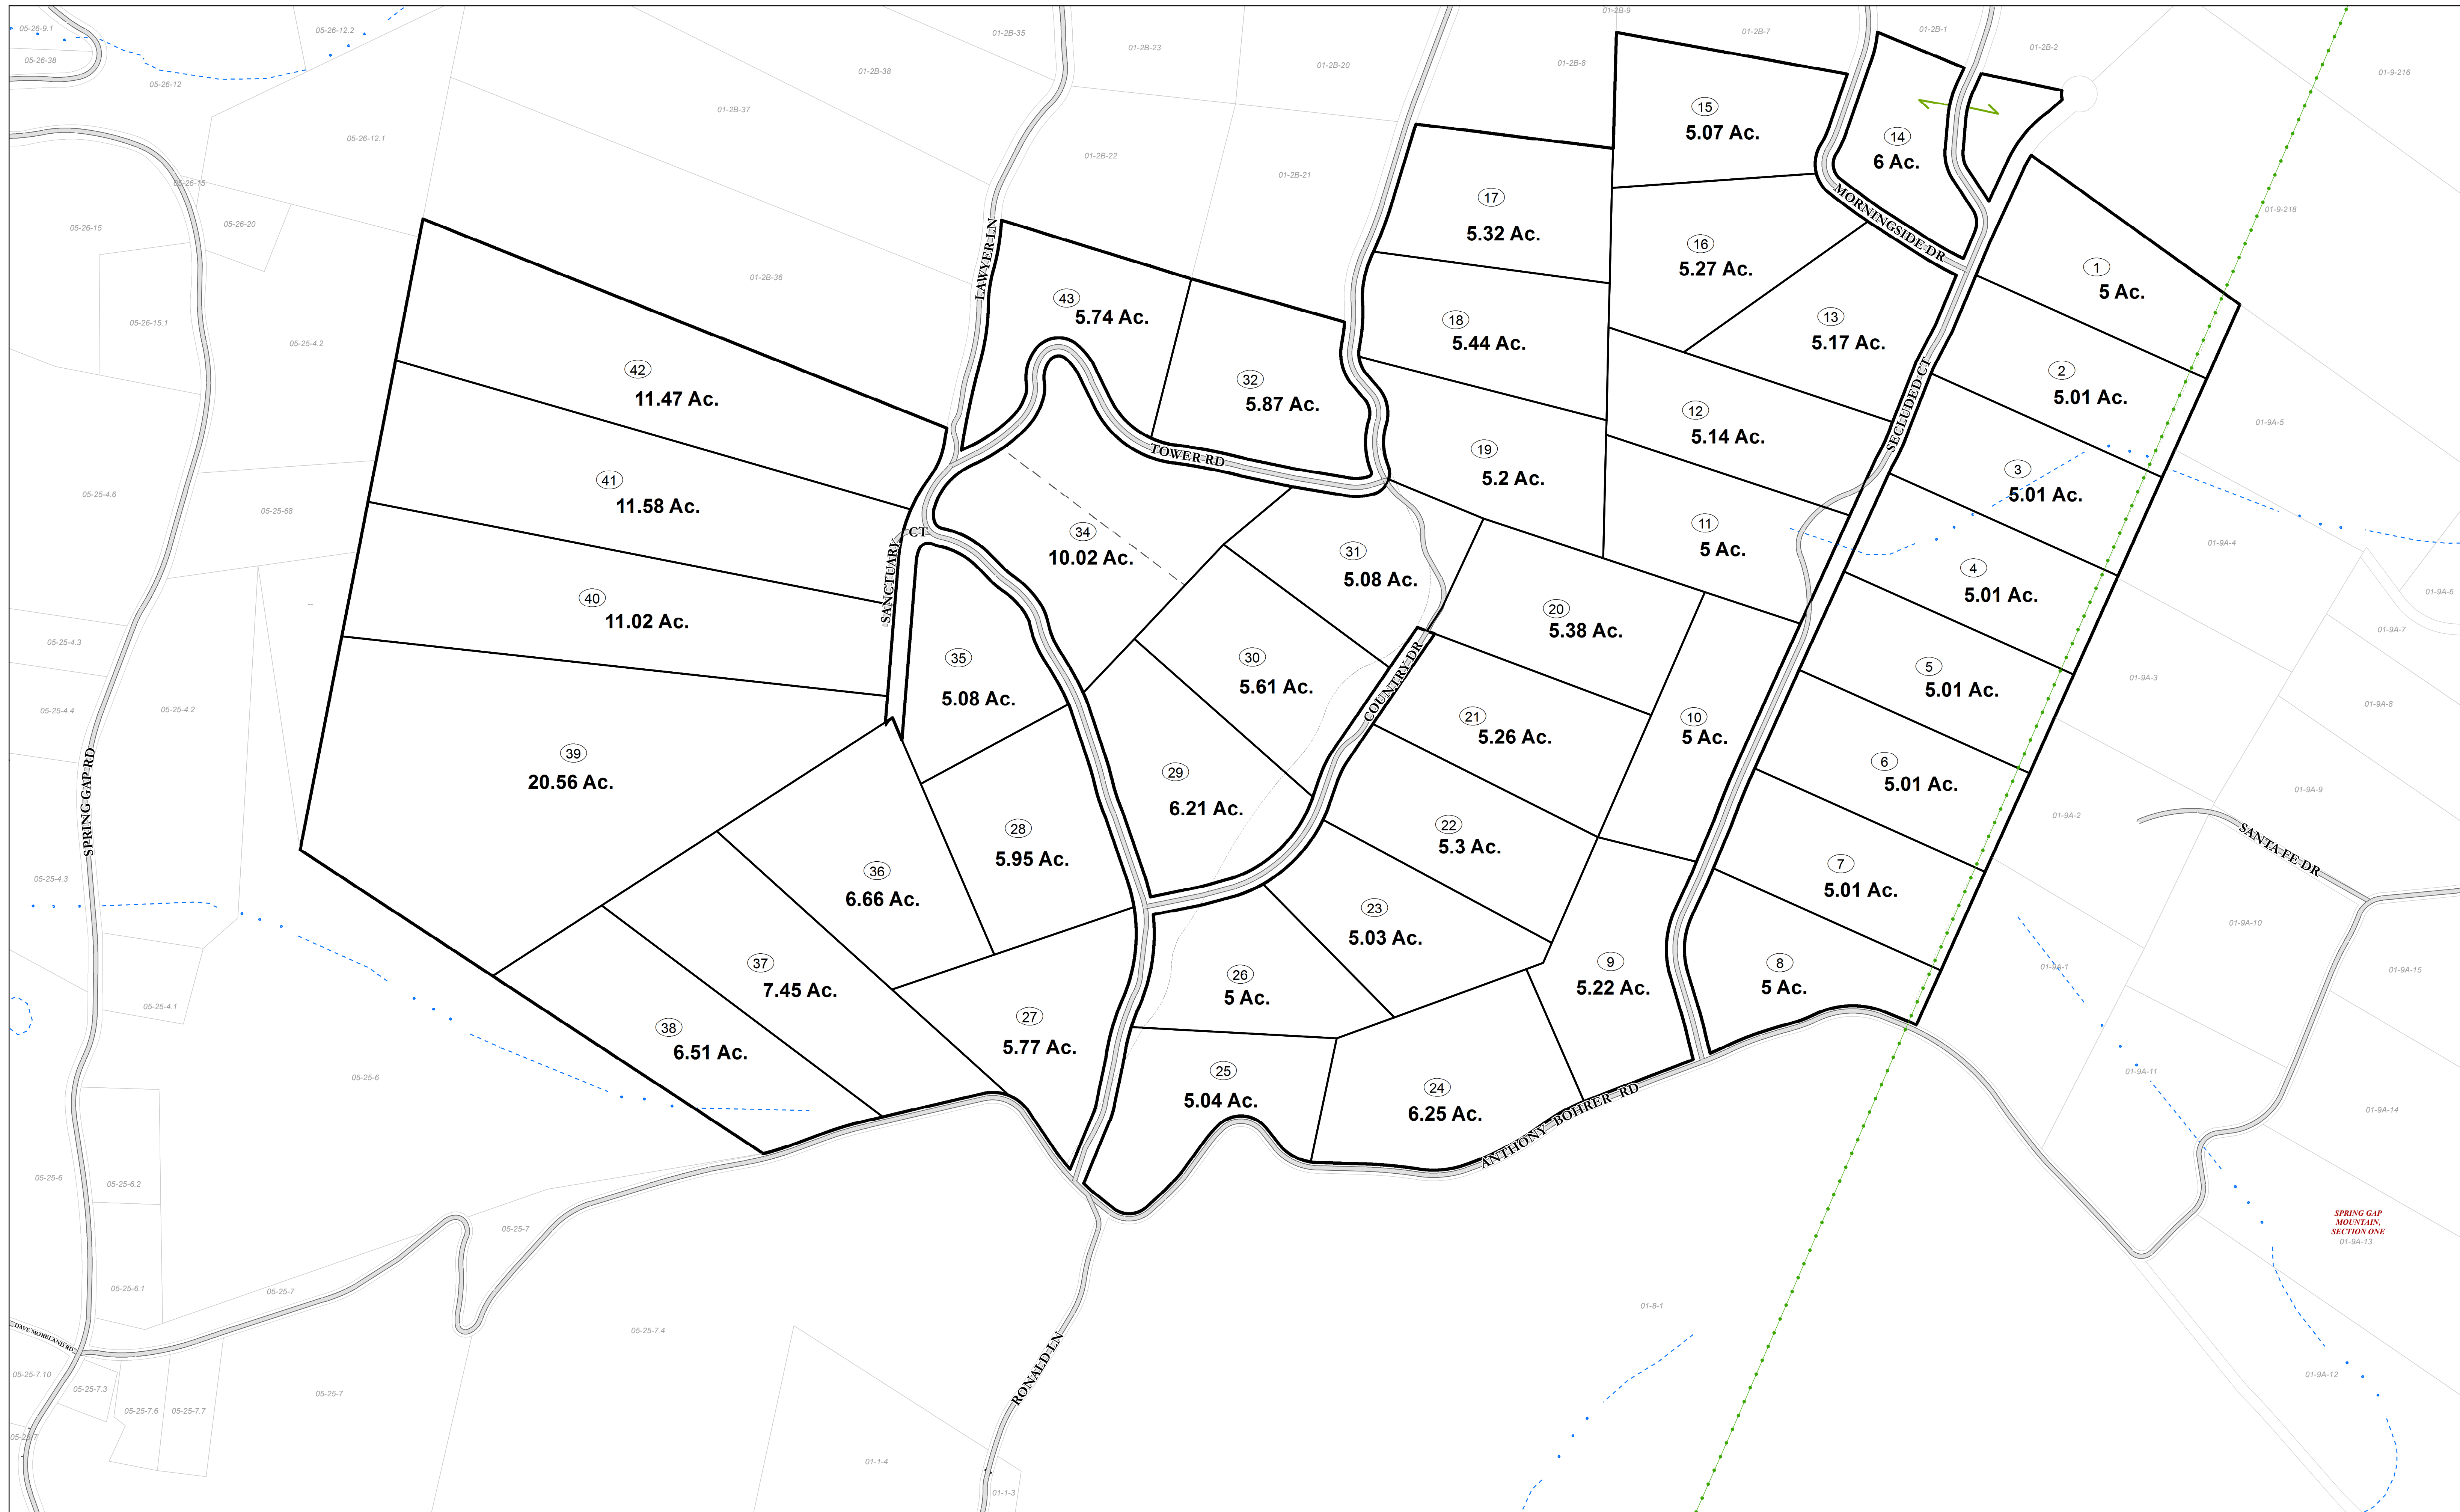 05-26-9.1
05-26-38
05-26-12
05-26-12.2
05-26-12.1
05-26-15
05-26-15
05-26-20
05-26-15.1
05-25-4.2
05-25-4.6
05-25-68
05-25-4.3
05-25-4.4
05-25-4.2
05-25-4.3
05-25-4.1
05-25-6
05-25-6
05-25-6.2
05-25-6.1
05-25-7
05-25-7
05-25-7.4
05-25-7
05-25-7.10
05-25-7.3
05-25-7.7
01-1-4
01-1-3
01-8-1
01-2B-38
01-2B-37
01-2B-36
01-2B-35
01-2B-23
01-2B-22
01-2B-20
01-2B-21
01-2B-9
01-2B-8
01-2B-7
01-2B-1
01-2B-2
01-9-216
01-9-218
01-9A-5
01-9A-4
01-9A-6
01-9A-7
01-9A-3
01-9A-8
01-9A-9
01-9A-2
01-9A-10
01-9A-1
01-9A-15
01-9A-11
01-9A-14
SPRING GAP
MOUNTAIN,
SECTION ONE
01-9A-13
01-9A-12
SPRING GAP RD
DAVE MORELAND RD
LAWYER LN
TOWER RD
SANCTUARY CT
COUNTRY DR
MORNINGSIDE DR
SECLUDED CT
ANTHONY BOHRER RD
RONALD LN
SANTA FE DR
1
5 Ac.
2
5.01 Ac.
3
5.01 Ac.
4
5.01 Ac.
5
5.01 Ac.
6
5.01 Ac.
7
5.01 Ac.
8
5 Ac.
9
5.22 Ac.
10
5 Ac.
11
5 Ac.
12
5.14 Ac.
13
5.17 Ac.
14
6 Ac.
15
5.07 Ac.
16
5.27 Ac.
17
5.32 Ac.
18
5.44 Ac.
19
5.2 Ac.
20
5.38 Ac.
21
5.26 Ac.
22
5.3 Ac.
23
5.03 Ac.
24
6.25 Ac.
25
5.04 Ac.
26
5 Ac.
27
5.77 Ac.
28
5.95 Ac.
29
6.21 Ac.
30
5.61 Ac.
31
5.08 Ac.
32
5.87 Ac.
34
10.02 Ac.
35
5.08 Ac.
36
6.66 Ac.
37
7.45 Ac.
38
6.51 Ac.
39
20.56 Ac.
40
11.02 Ac.
41
11.58 Ac.
42
11.47 Ac.
43
5.74 Ac.